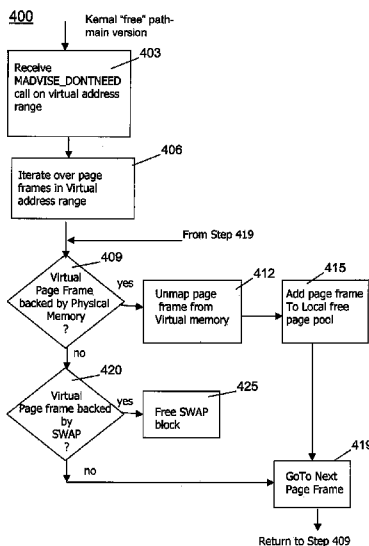 400
Kernal "free" path-
main version
403
Receive
MADVISE_DONTNEED
call on virtual address
range
406
Iterate over page
frames in Virtual
address range
From Step 419
409
Virtual
Page Frame
backed by Physical
Memory
?
yes
412
Unmap page
frame from
Virtual memory
415
Add page frame
To Local free
page pool
no
420
Virtual
Page frame backed
by
SWAP
?
yes
425
Free SWAP
block
no
419
GoTo Next
Page Frame
Return to Step 409